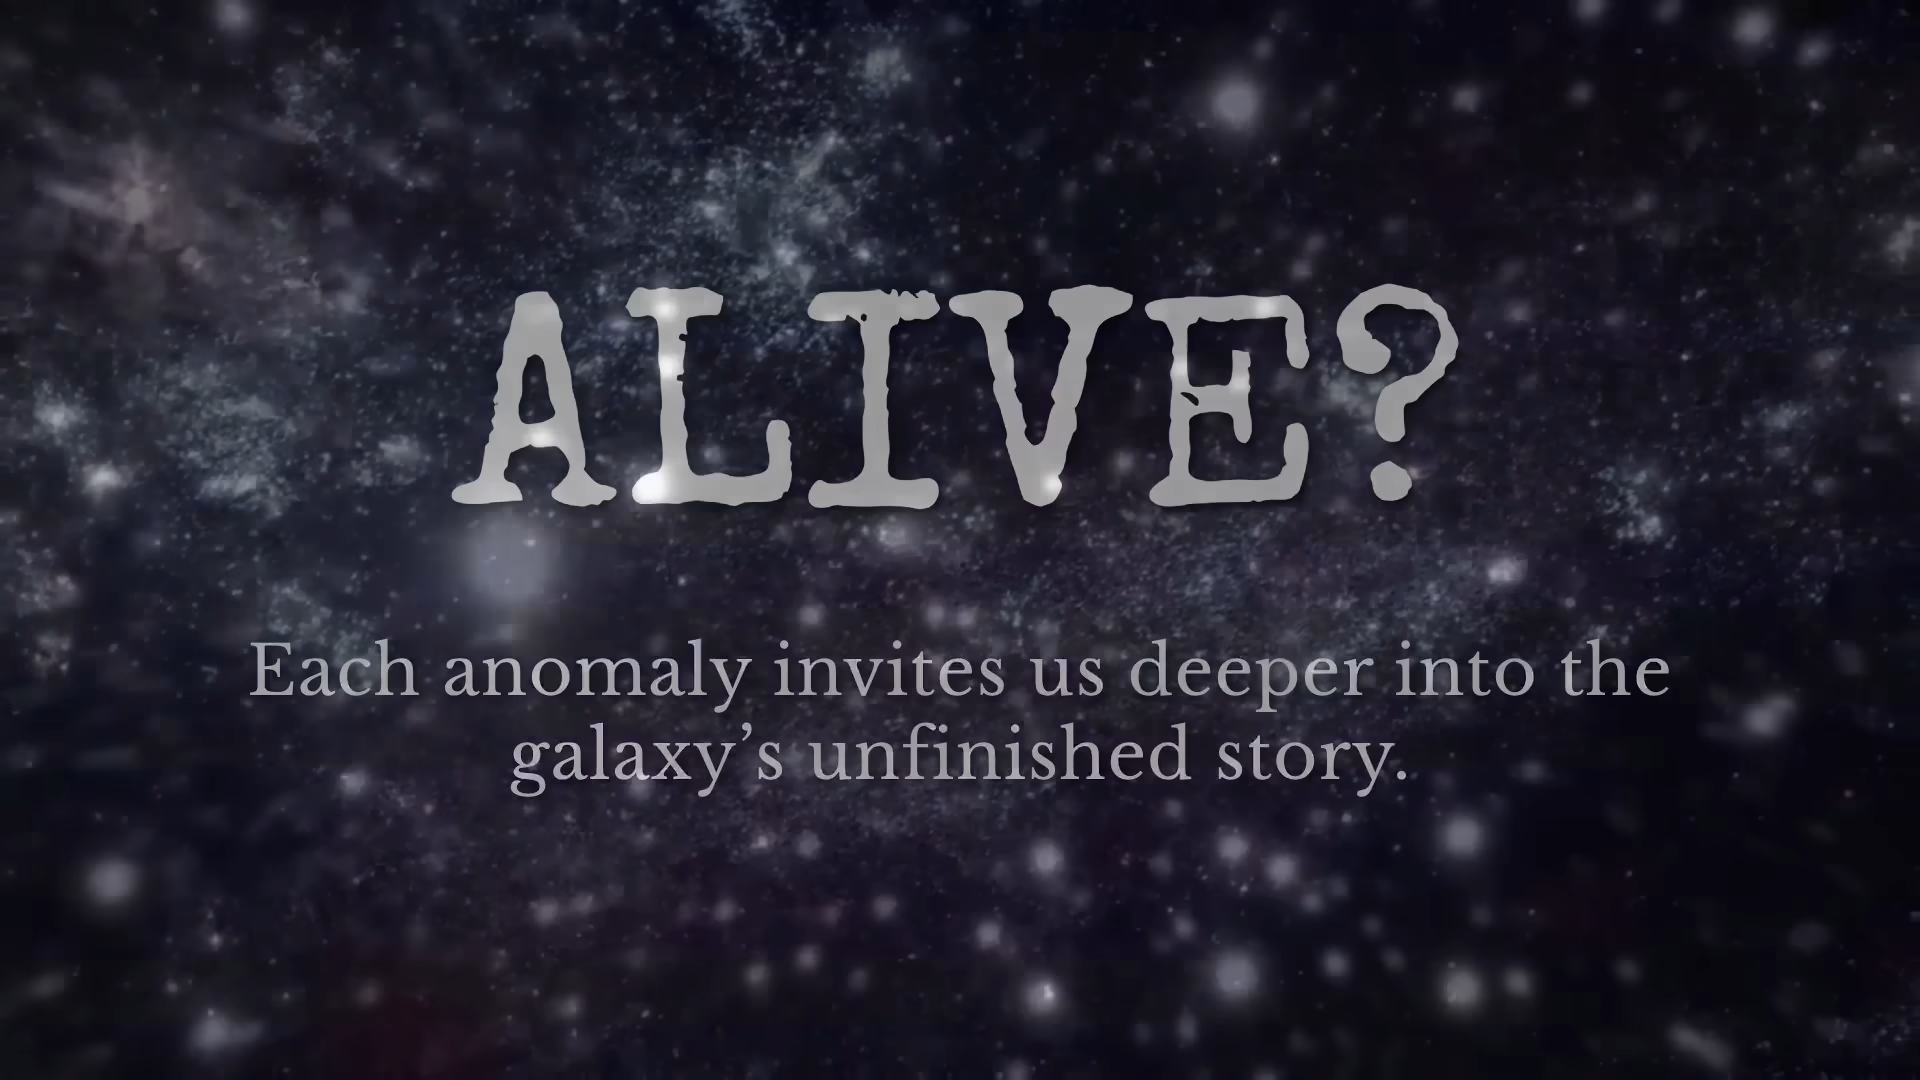 ALIVE?
Each anomaly invites us deeper into the
galaxy’s unfinished story.